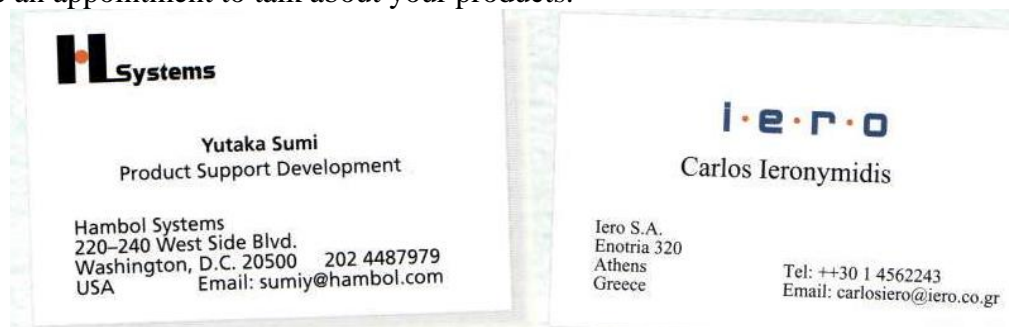 an appointment to talk about your products.
H Systems
Yutaka Sumi
Product Support Development
Hambol Systems
220–240 West Side Blvd.
Washington, D.C. 20500 202 4487979
USA Email: sumiy@hambol.com
i·e·r·o
Carlos Ieronymidis
Iero S.A.
Enotria 320
Athens Tel: ++30 1 4562243
Greece Email: carlosiero@iero.co.gr